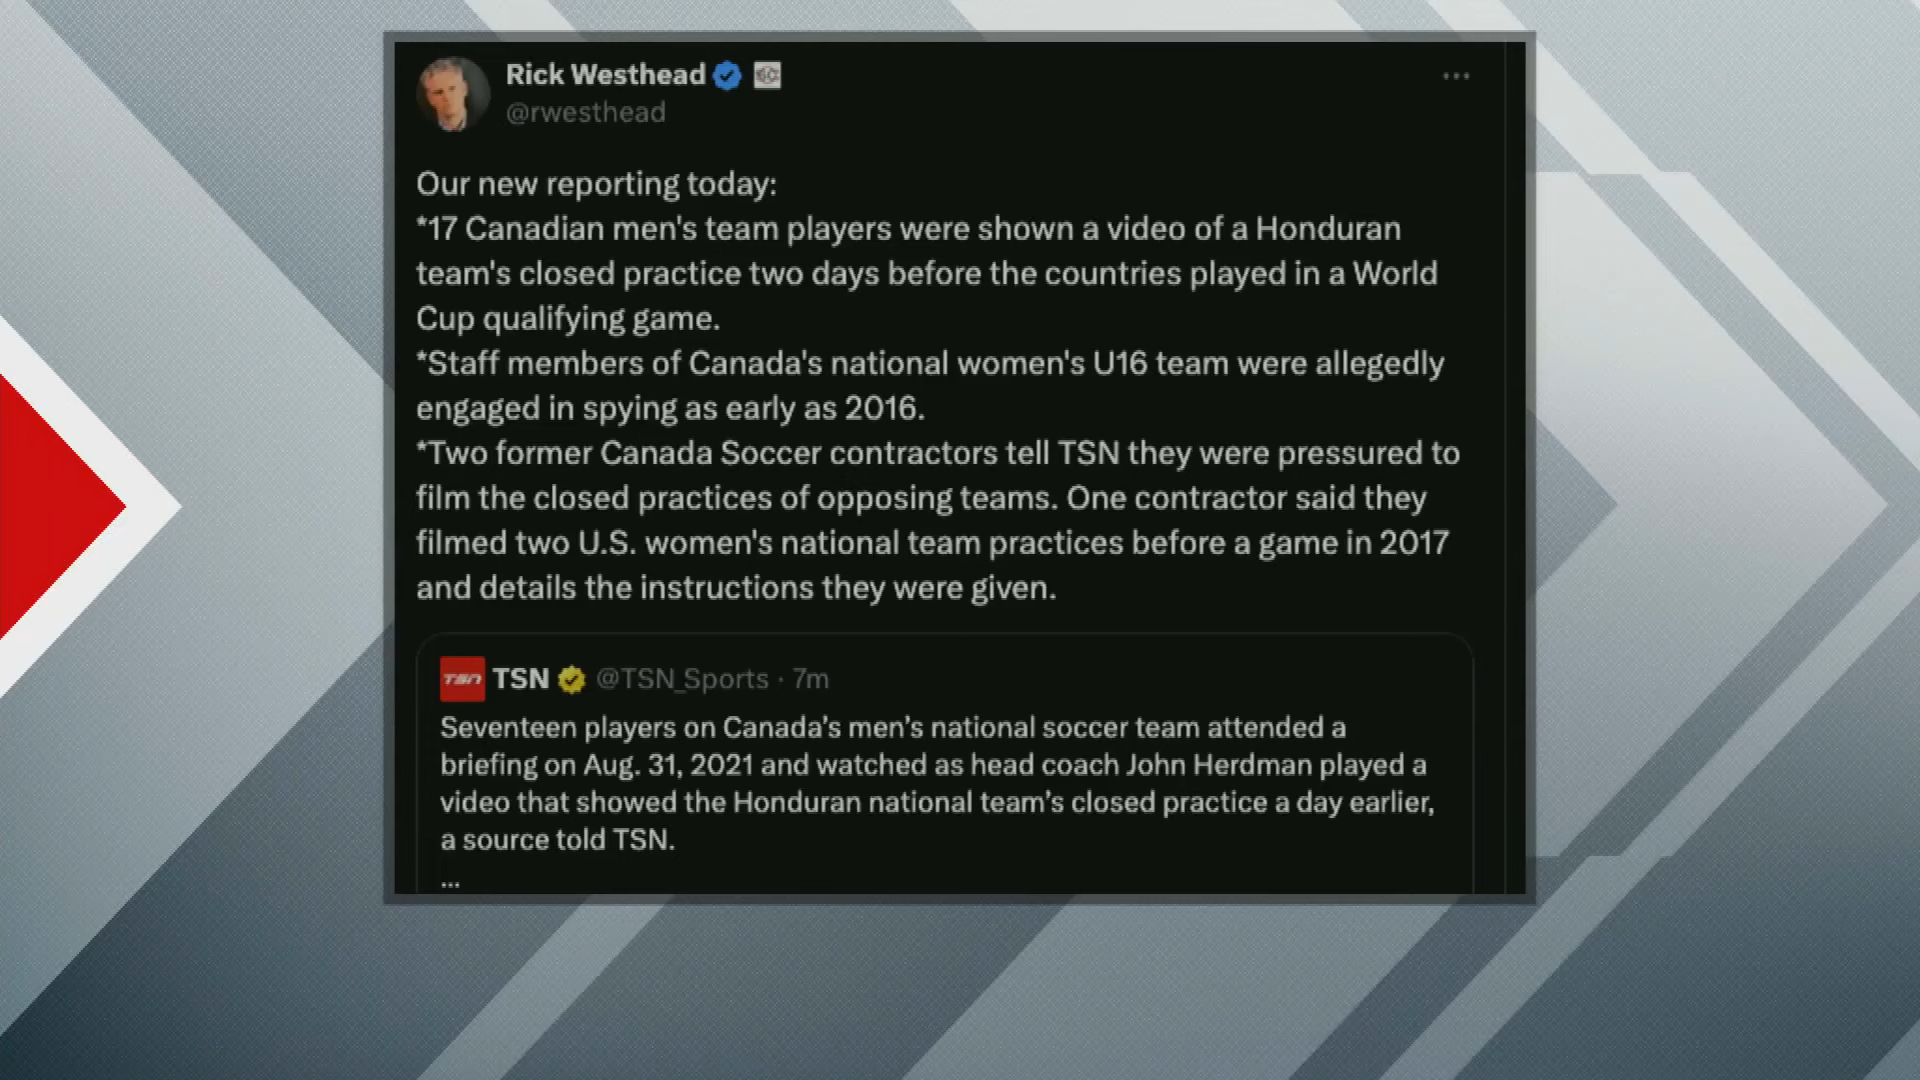 Rick Westhead
@rwesthead
Our new reporting today:
*17 Canadian men's team players were shown a video of a Honduran
team's closed practice two days before the countries played in a World
Cup qualifying game.
*Staff members of Canada's national women's U16 team were allegedly
engaged in spying as early as 2016.
*Two former Canada Soccer contractors tell TSN they were pressured to
film the closed practices of opposing teams. One contractor said they
filmed two U.S. women's national team practices before a game in 2017
and details the instructions they were given.
TSN TSN @TSN_Sports · 7m
Seventeen players on Canada’s men’s national soccer team attended a
briefing on Aug. 31, 2021 and watched as head coach John Herdman played a
video that showed the Honduran national team’s closed practice a day earlier,
a source told TSN.
...